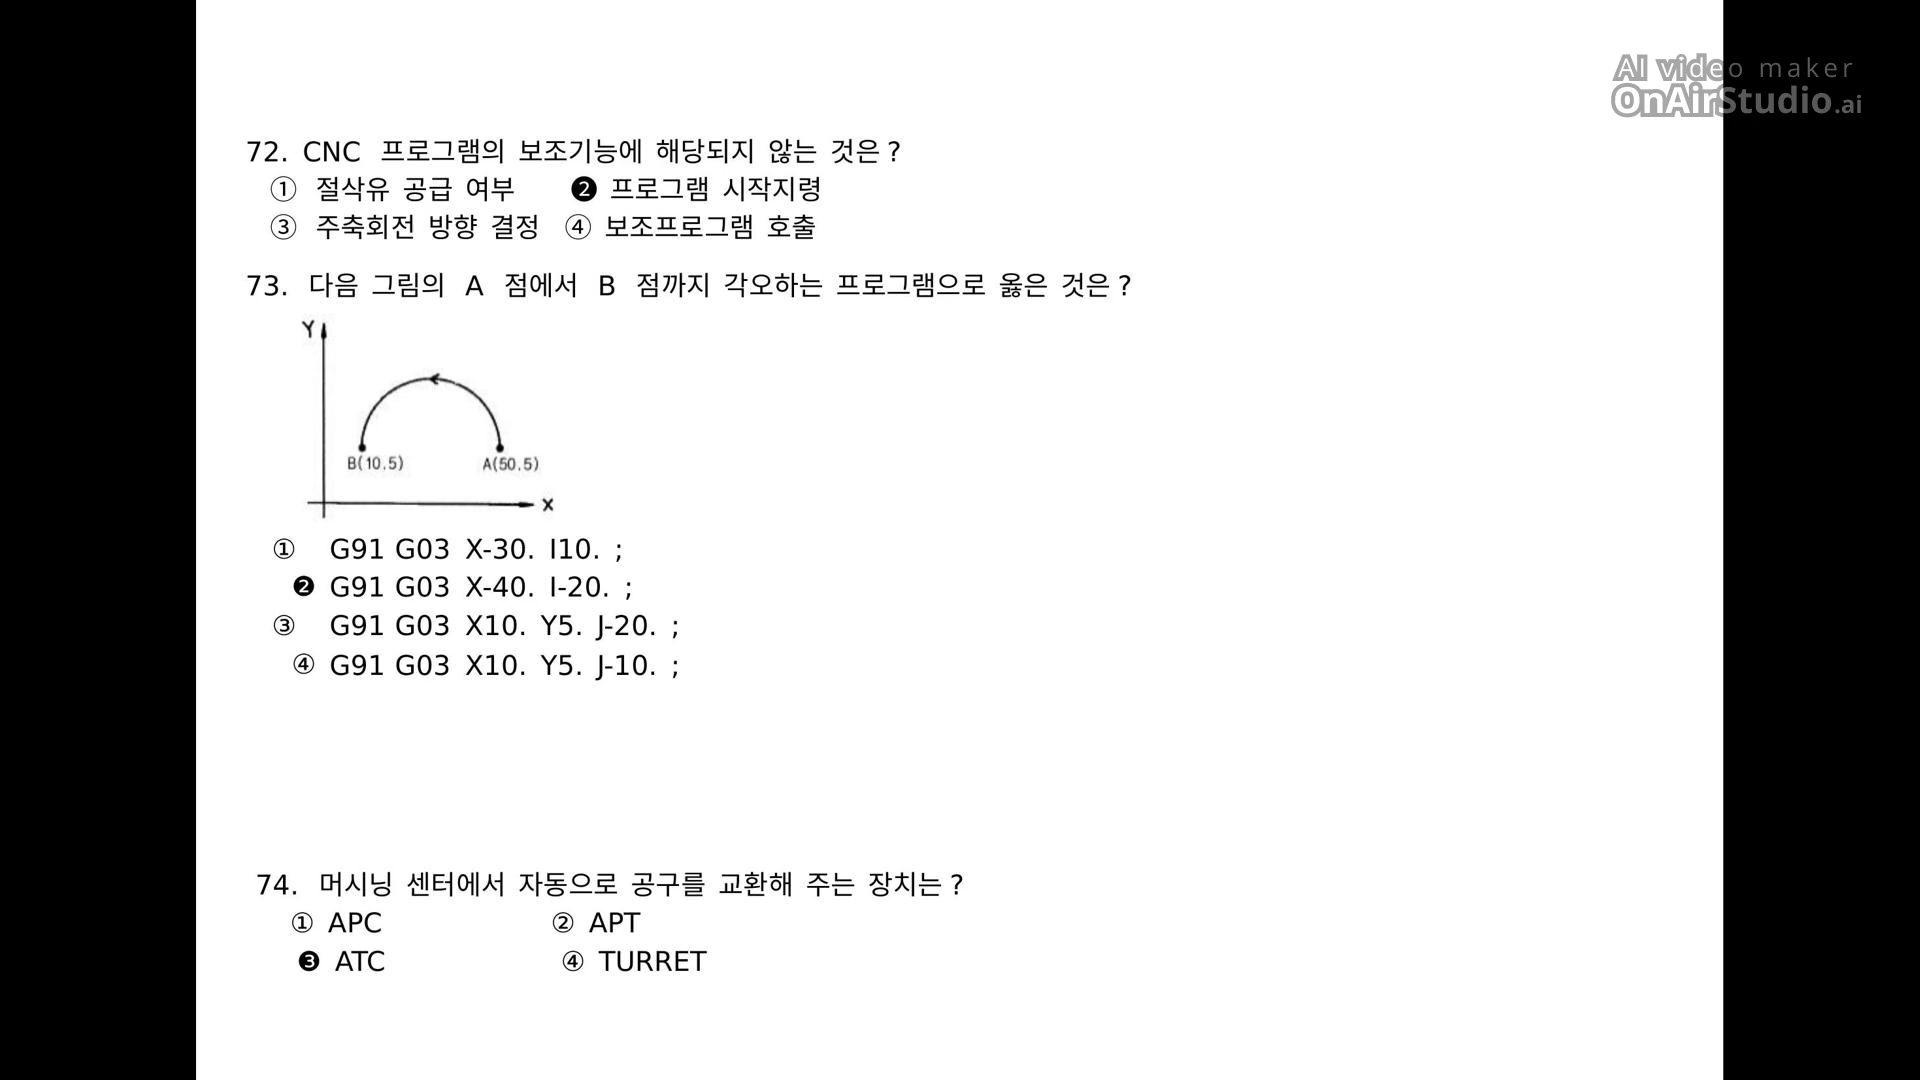 AI video maker
OnAirStudio.ai
72. CNC 프로그램의 보조기능에 해당되지 않는 것은?
① 절삭유 공급 여부 ❷ 프로그램 시작지령
③ 주축회전 방향 결정 ④ 보조프로그램 호출
73. 다음 그림의 A 점에서 B 점까지 각오하는 프로그램으로 옳은 것은?
Y
B(10.5) A(50.5)
X
① G91 G03 X-30. I10. ;
❷ G91 G03 X-40. I-20. ;
③ G91 G03 X10. Y5. J-20. ;
④ G91 G03 X10. Y5. J-10. ;
74. 머시닝 센터에서 자동으로 공구를 교환해 주는 장치는?
① APC ② APT
❸ ATC ④ TURRET